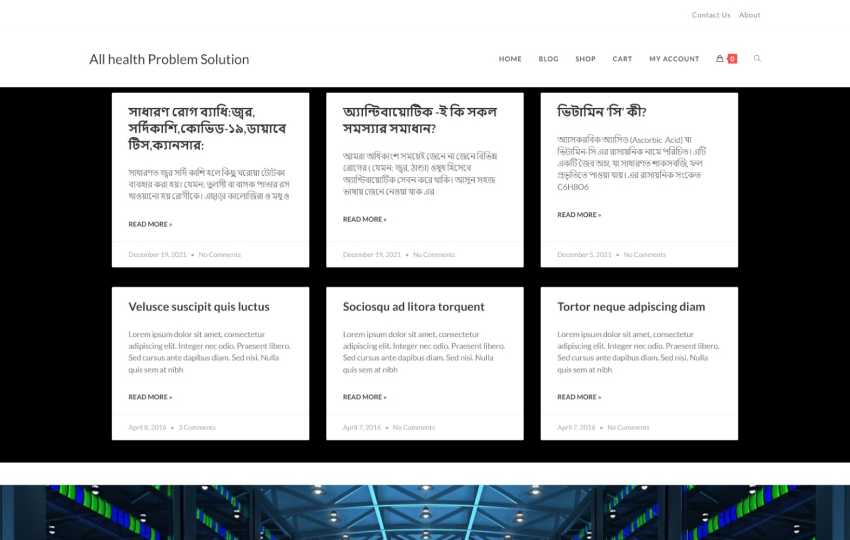 Contact Us About
All health Problem Solution
HOME BLOG SHOP CART MY ACCOUNT 0
সাধারণ রোগ ব্যাধি:জ্বর,
সর্দিকাশি,কোভিড-১৯,ডায়াবে
টিস,ক্যানসার:
সাধারণত জ্বর সর্দি কাশি হলে কিছু ঘরোয়া টোটকা
ব্যবহার করা হয়। যেমন: তুলসী বা বাসক পাতার রস
খাওয়ানো হয় রোগীকে। এছাড়া কালোজিরা ও মধু ও
READ MORE »
December 19, 2021 • No Comments
অ্যান্টিবায়োটিক -ই কি সকল
সমস্যার সমাধান?
আমরা অধিকাংশ সময়েই জেনে না জেনে বিভিন্ন
রোগের ( যেমন: জ্বর, ঠান্ডা) ওষুধ হিসেবে
অ্যান্টিবায়োটিক সেবন করে থাকি। আসুন সহজ
ভাষায় জেনে নেওয়া যাক এর
READ MORE »
December 19, 2021 • No Comments
ভিটামিন 'সি' কী?
অ্যাসকরবিক অ্যাসিড (Ascorbic Acid) যা
ভিটামিন-সি এর রাসায়নিক নামে পরিচিত। এটি
একটি জৈব অম্ল, যা সাধারণত শাকসবজি, ফল
প্রভৃতিতে পাওয়া যায়। এর রাসায়নিক সংকেত
C6H8O6
READ MORE »
December 5, 2021 • No Comments
Velusce suscipit quis luctus
Lorem ipsum dolor sit amet, consectetur
adipiscing elit. Integer nec odio. Praesent libero.
Sed cursus ante dapibus diam. Sed nisi. Nulla
quis sem at nibh
READ MORE »
April 8, 2016 • 3 Comments
Sociosqu ad litora torquent
Lorem ipsum dolor sit amet, consectetur
adipiscing elit. Integer nec odio. Praesent libero.
Sed cursus ante dapibus diam. Sed nisi. Nulla
quis sem at nibh
READ MORE »
April 7, 2016 • No Comments
Tortor neque adpiscing diam
Lorem ipsum dolor sit amet, consectetur
adipiscing elit. Integer nec odio. Praesent libero.
Sed cursus ante dapibus diam. Sed nisi. Nulla
quis sem at nibh
READ MORE »
April 7, 2016 • No Comments